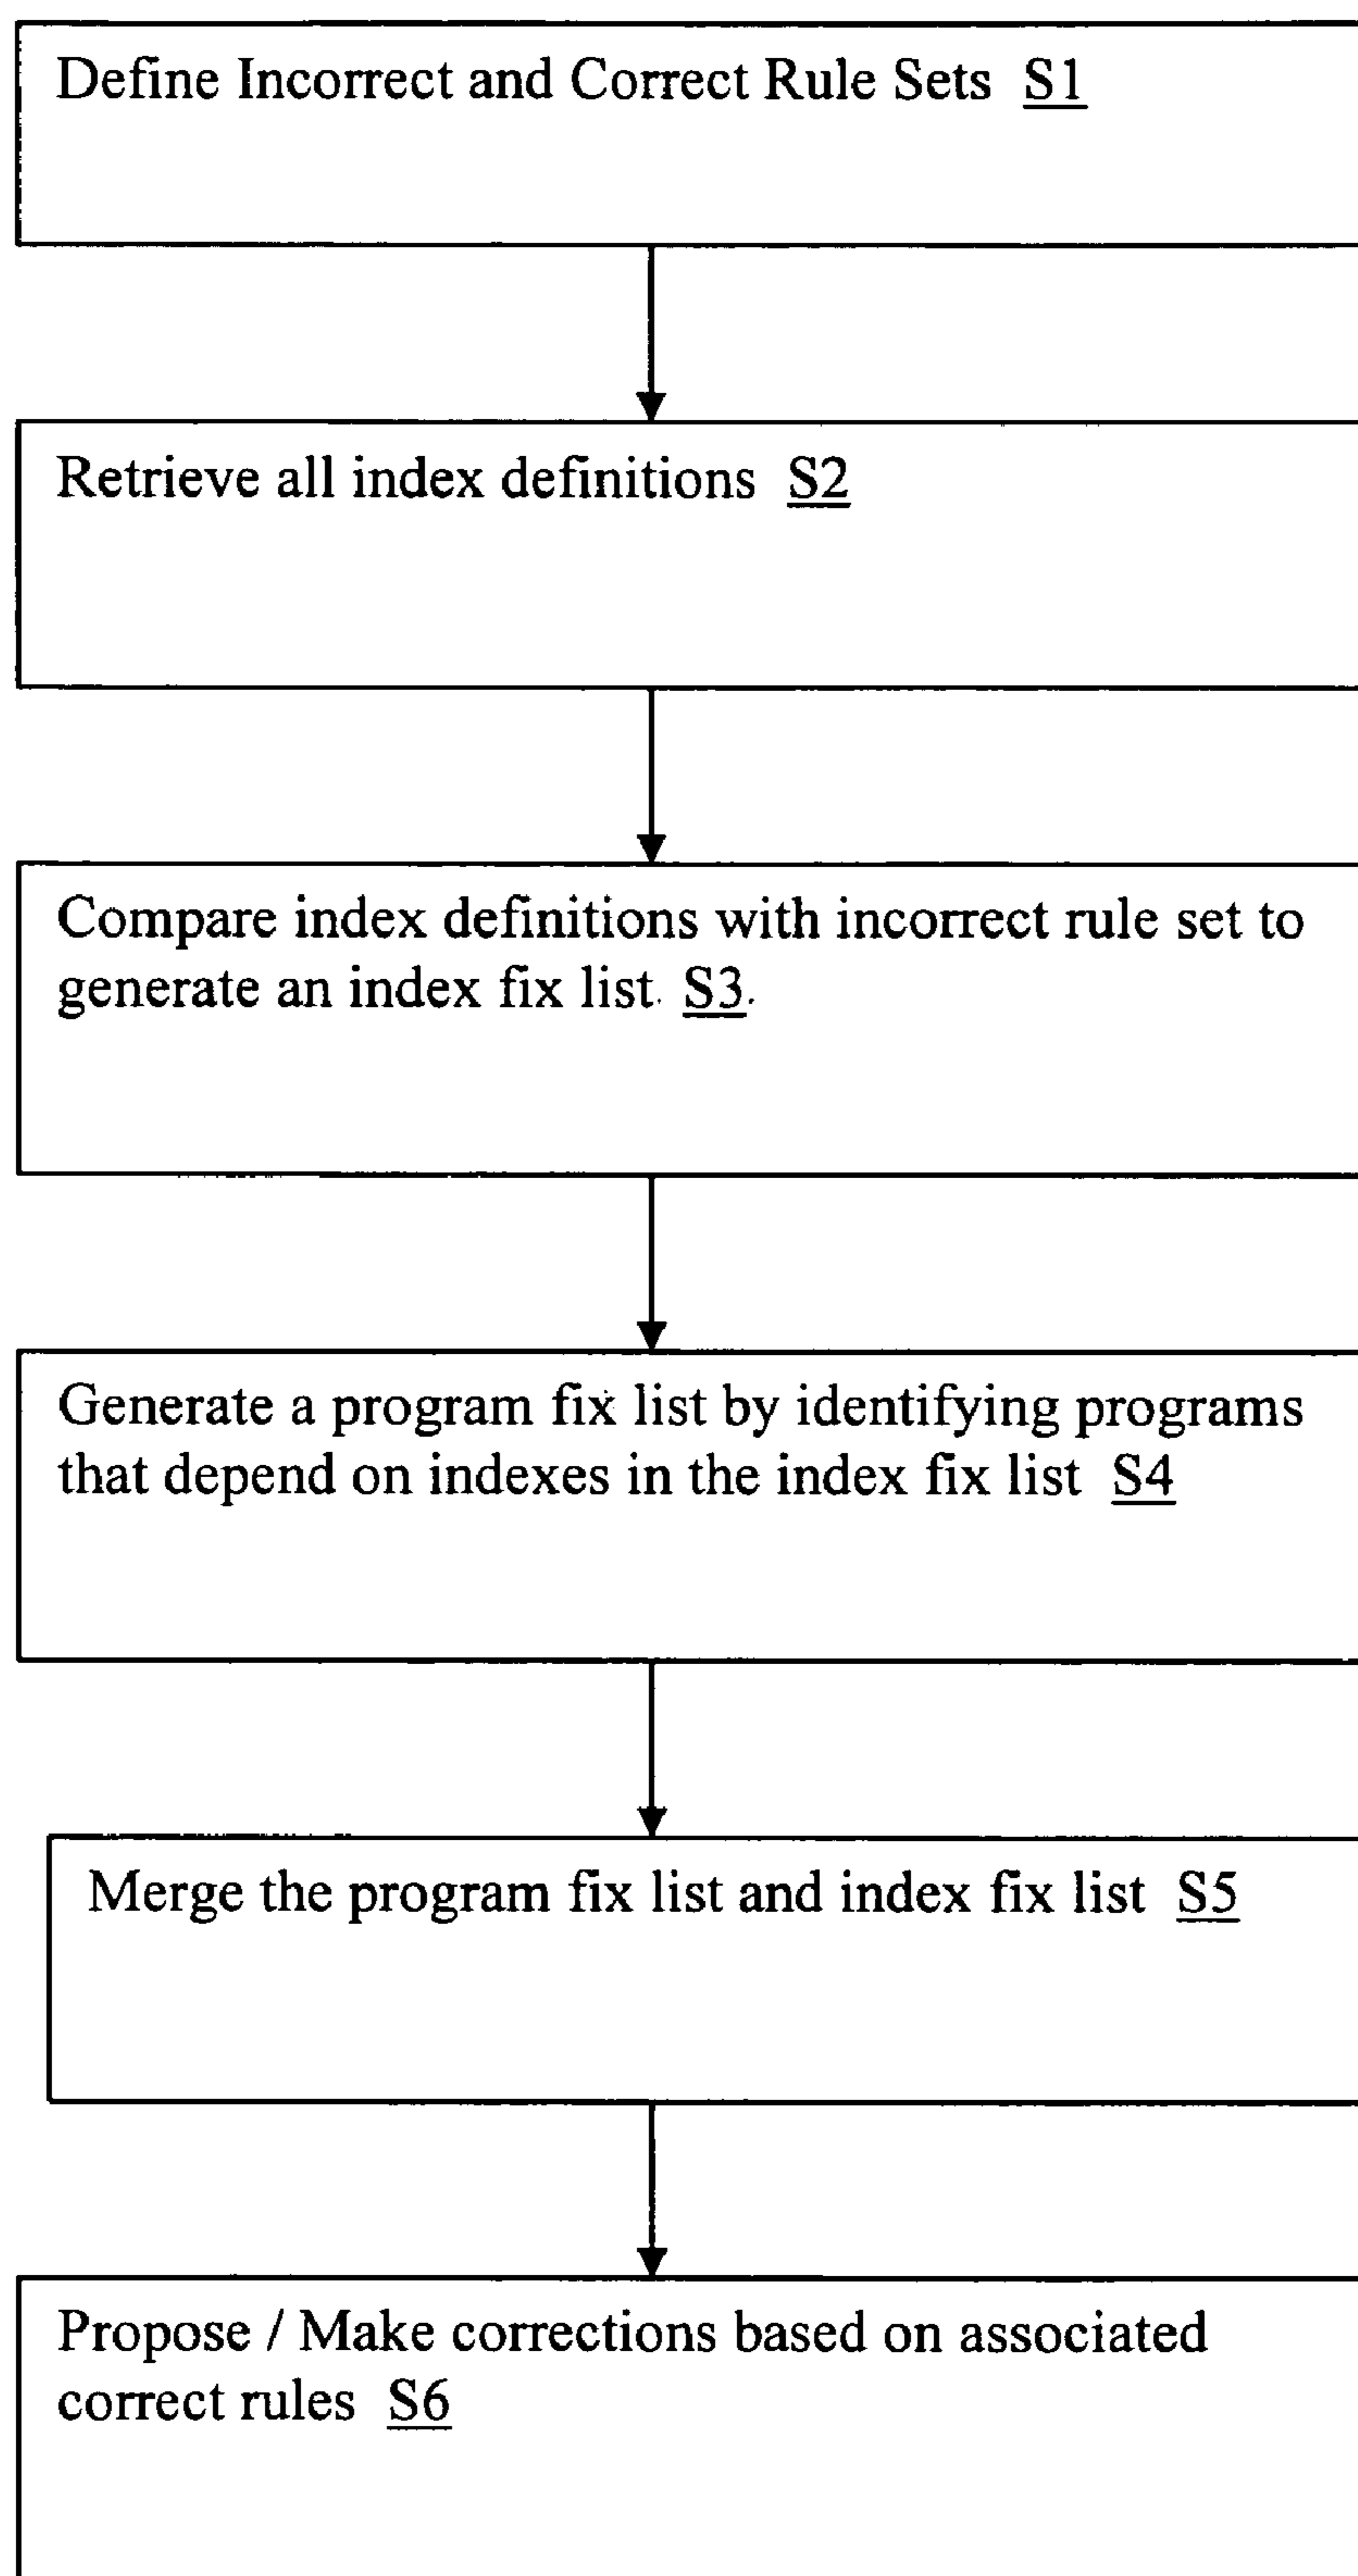 Define Incorrect and Correct Rule Sets S1
Retrieve all index definitions S2
Compare index definitions with incorrect rule set to
generate an index fix list. S3.
Generate a program fix list by identifying programs
that depend on indexes in the index fix list S4
Merge the program fix list and index fix list S5
Propose / Make corrections based on associated
correct rules S6